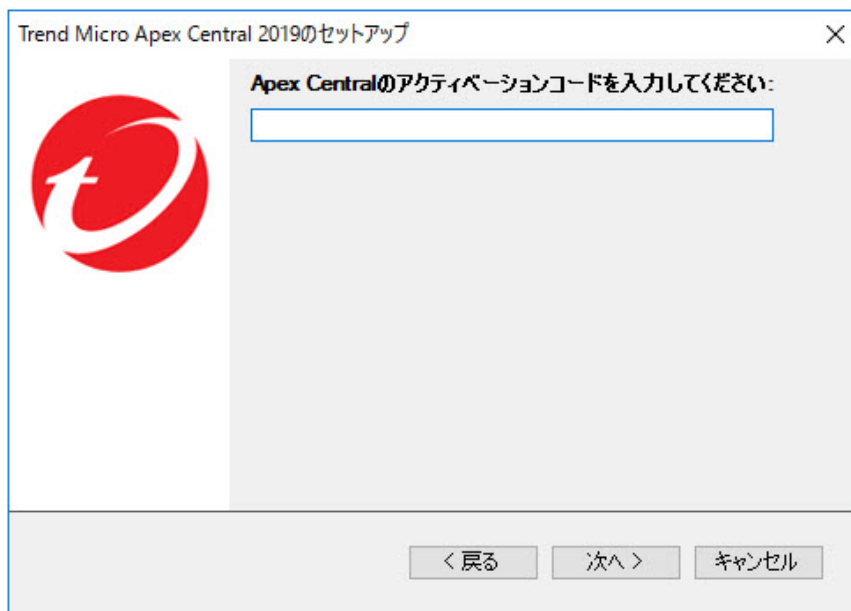 Trend Micro Apex Central 2019のセットアップ
Apex Centralのアクティベーションコードを入力してください:
< 戻る
次へ >
キャンセル